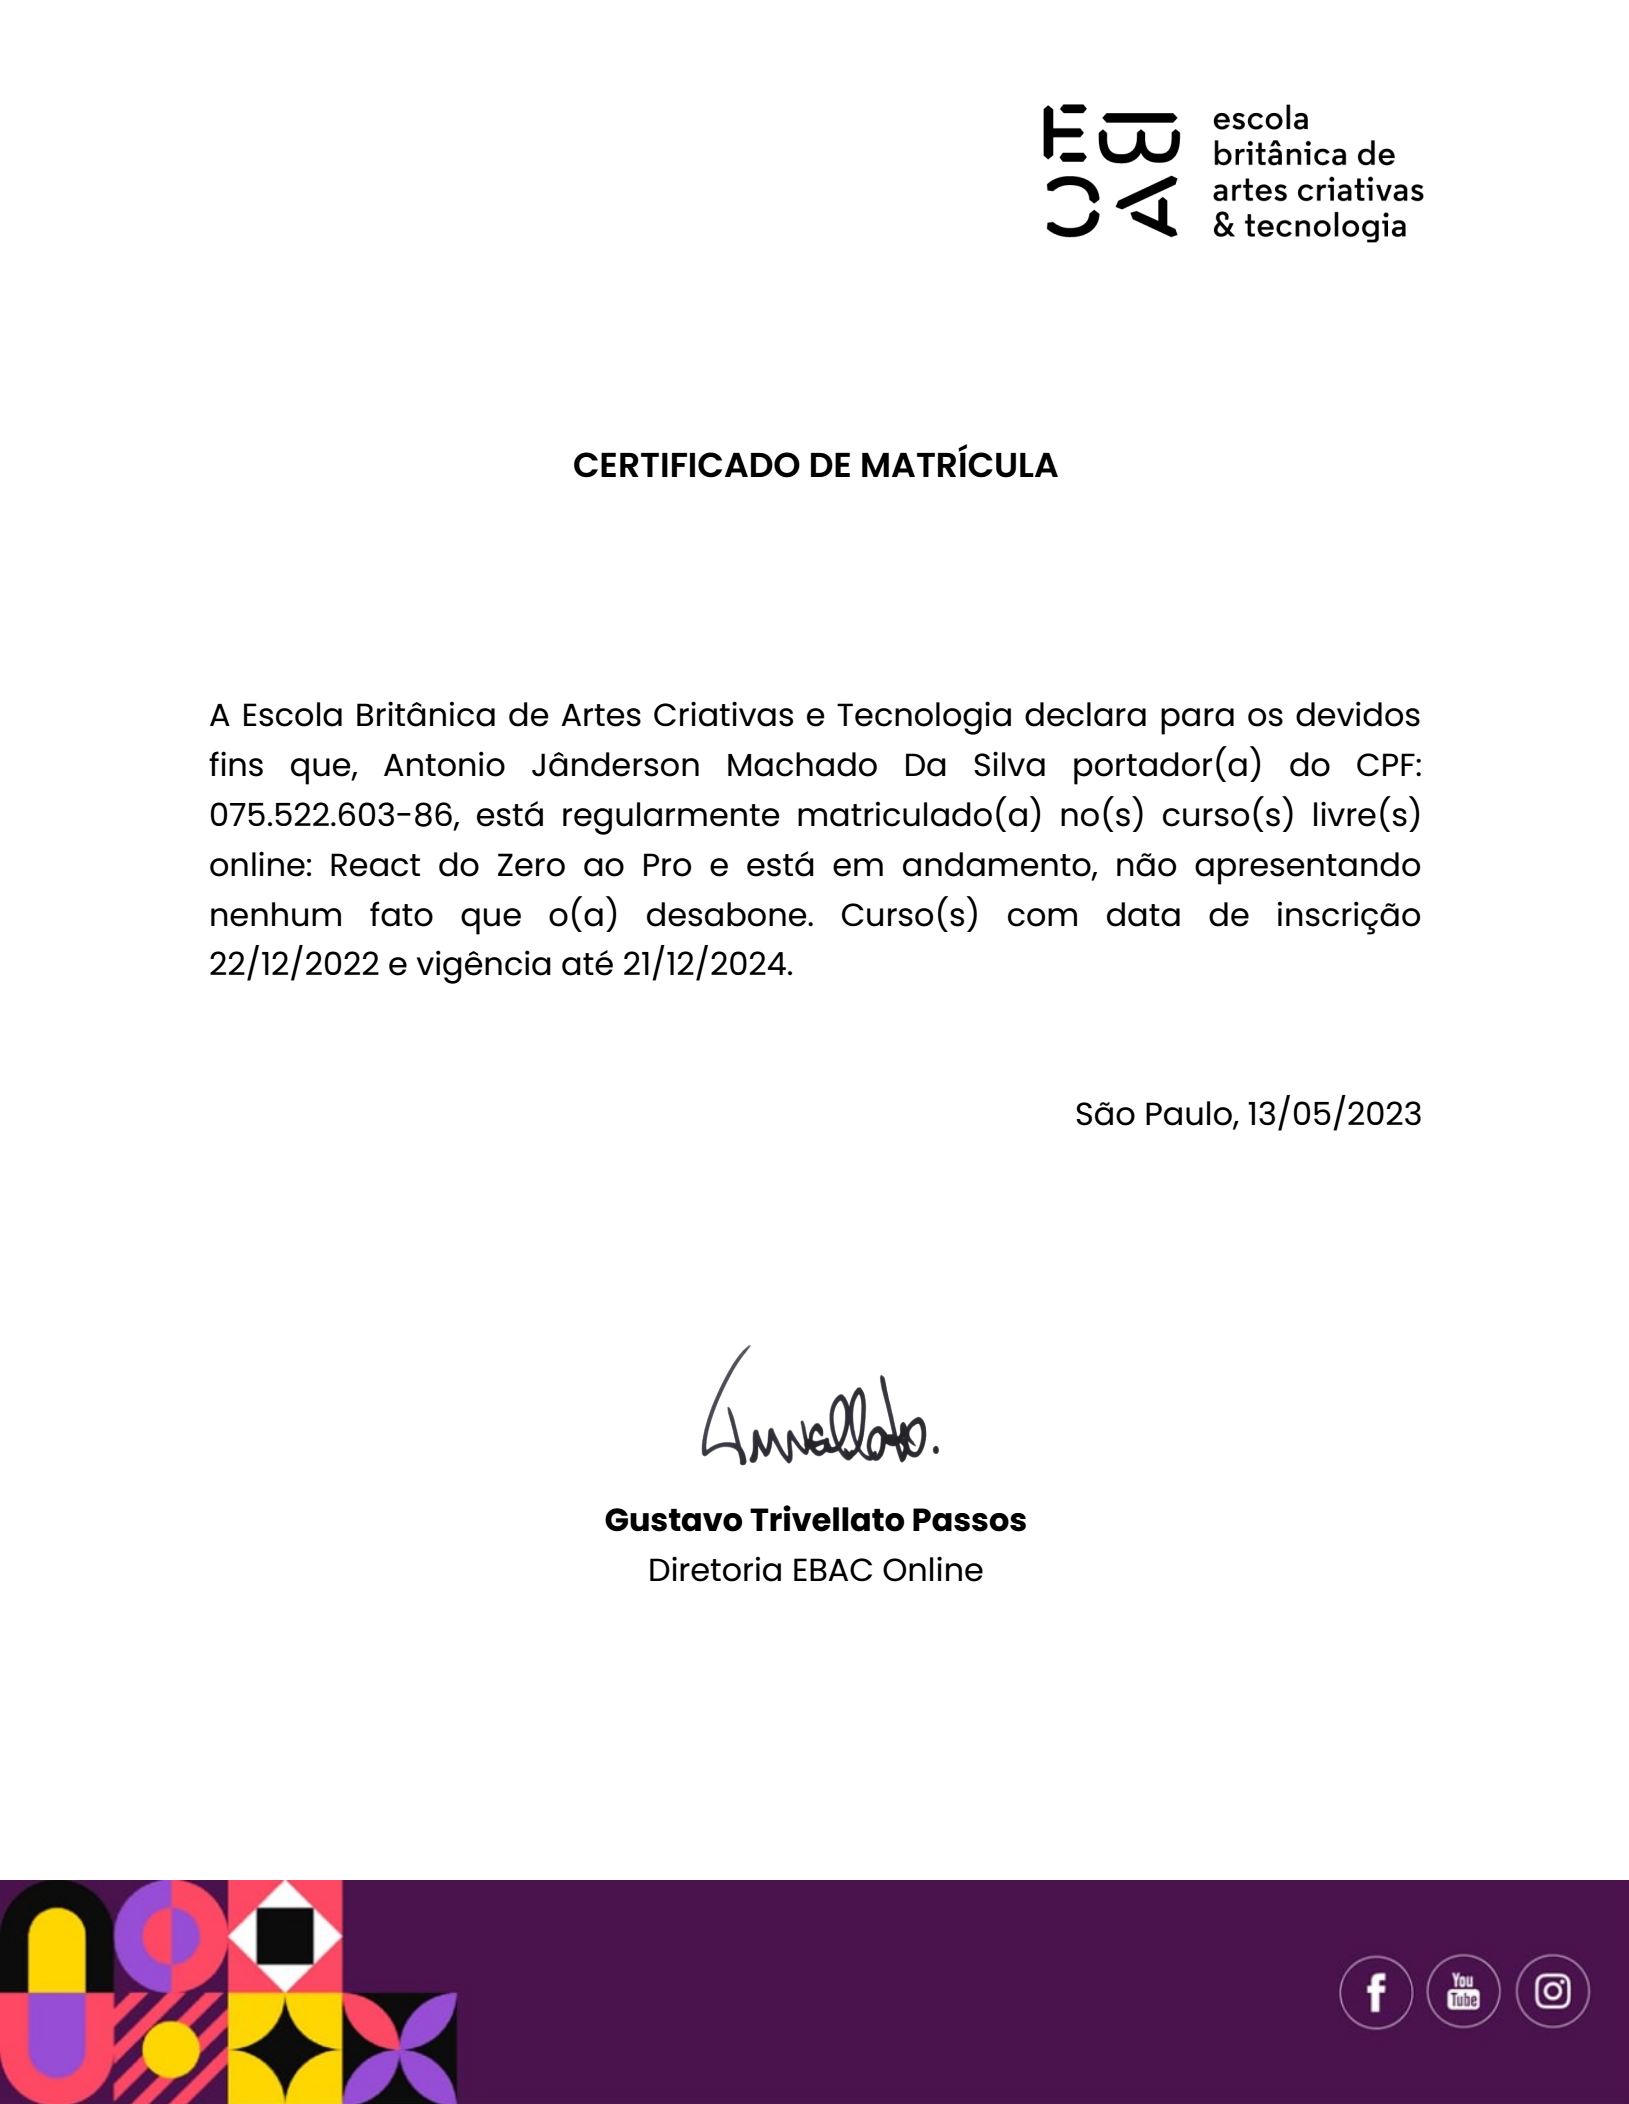 EBAC
escola
britânica de
artes criativas
& tecnologia
CERTIFICADO DE MATRÍCULA
A Escola Britânica de Artes Criativas e Tecnologia declara para os devidos
fins que, Antonio Jânderson Machado Da Silva portador(a) do CPF:
075.522.603-86, está regularmente matriculado(a) no(s) curso(s) livre(s)
online: React do Zero ao Pro e está em andamento, não apresentando
nenhum fato que o(a) desabone. Curso(s) com data de inscrição
22/12/2022 e vigência até 21/12/2024.
São Paulo, 13/05/2023
Trivellato.
Gustavo Trivellato Passos
Diretoria EBAC Online
f
You
Tube